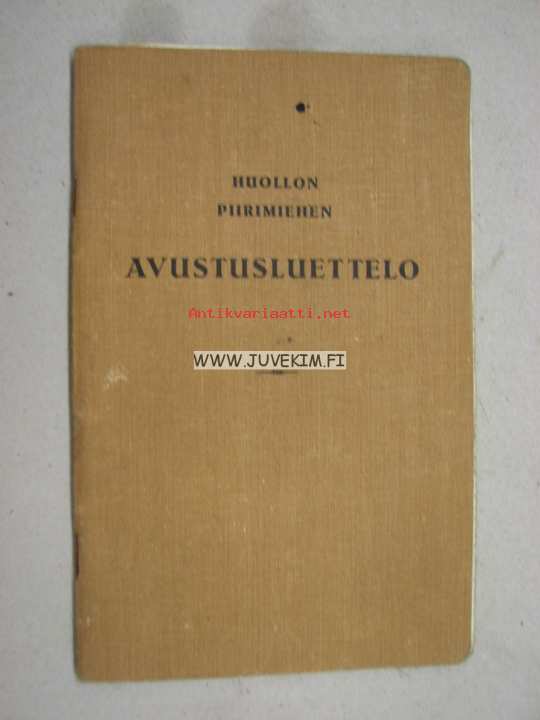 HUOLLON
PIIRIMIEHEN
AVUSTUSLUETTELO
Antikvariaatti.net
WWW.JUVEKIM.FI